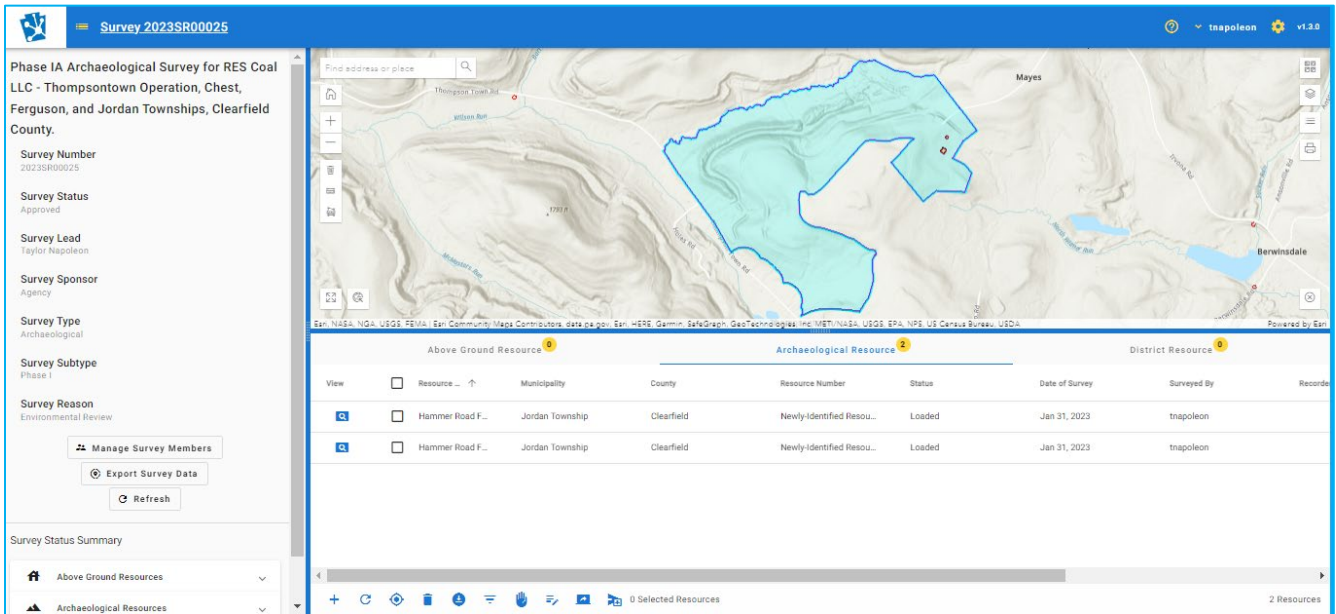 Survey 2023SR00025
tnapoleon
v1.3.0
Phase IA Archaeological Survey for RES Coal
LLC - Thompsontown Operation, Chest,
Ferguson, and Jordan Townships, Clearfield
County.
Survey Number
2023SR00025
Survey Status
Approved
Survey Lead
Taylor Napoleon
Survey Sponsor
Agency
Survey Type
Archaeological
Survey Subtype
Phase I
Survey Reason
Environmental Review
Manage Survey Members
Export Survey Data
Refresh
Survey Status Summary
Above Ground Resources
Archaeological Resources
Find address or place
Thompson Town Rd
Wilson Run
Mayes
Irvona Rd
Berwinsdale
Esri, NASA, NGA, USGS, FEMA | Esri Community Maps Contributors, data.pa.gov, Esri, HERE, Garmin, SafeGraph, GeoTechnologies, Inc, METI/NASA, USGS, EPA, NPS, US Census Bureau, USDA
Powered by Esri
Above Ground Resource 0
Archaeological Resource 2
District Resource 0
View Resource ... Municipality County Resource Number Status Date of Survey Surveyed By Recorde
Hammer Road F... Jordan Township Clearfield Newly-Identified Resou... Loaded Jan 31, 2023 tnapoleon
Hammer Road F... Jordan Township Clearfield Newly-Identified Resou... Loaded Jan 31, 2023 tnapoleon
0 Selected Resources
2 Resources